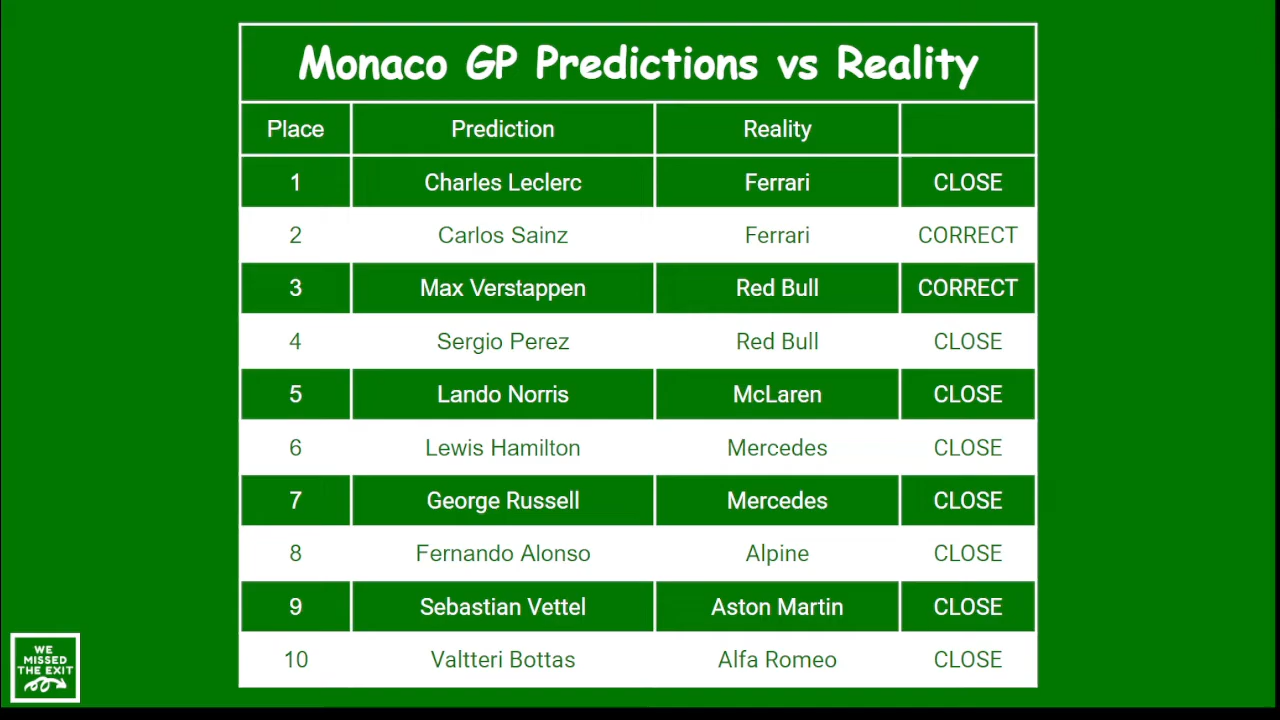 Monaco GP Predictions vs Reality
Place Prediction Reality
1 Charles Leclerc Ferrari CLOSE
2 Carlos Sainz Ferrari CORRECT
3 Max Verstappen Red Bull CORRECT
4 Sergio Perez Red Bull CLOSE
5 Lando Norris McLaren CLOSE
6 Lewis Hamilton Mercedes CLOSE
7 George Russell Mercedes CLOSE
8 Fernando Alonso Alpine CLOSE
9 Sebastian Vettel Aston Martin CLOSE
10 Valtteri Bottas Alfa Romeo CLOSE
WE
MISSED
THE EXIT